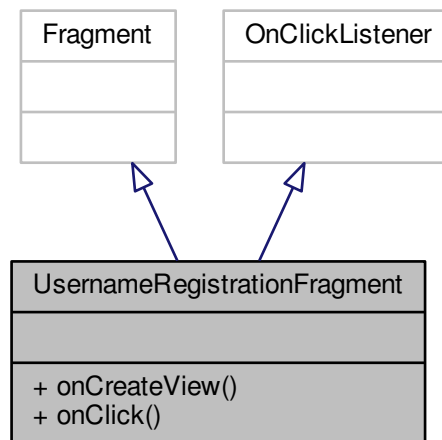 Fragment
OnClickListener
UsernameRegistrationFragment
+ onCreateView()
+ onClick()